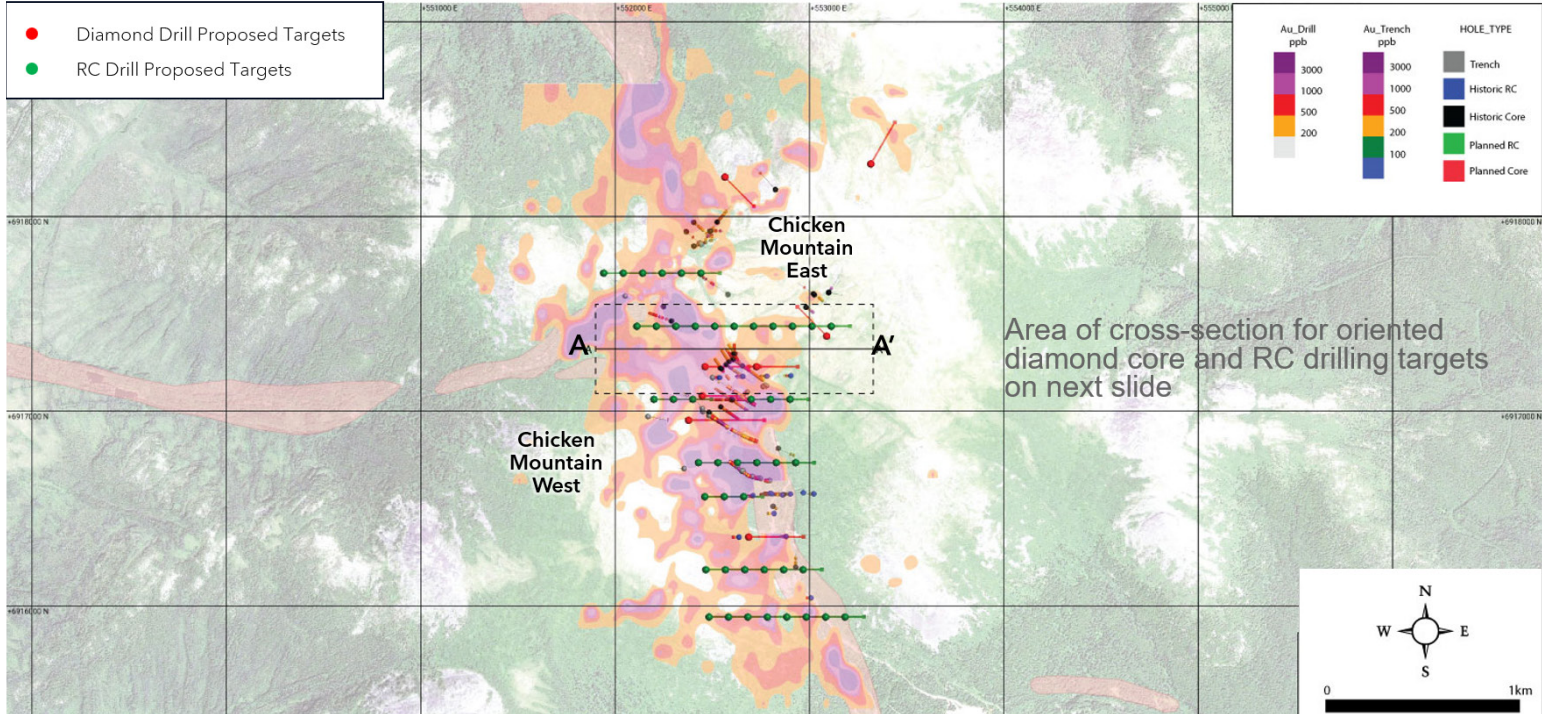 Diamond Drill Proposed Targets
RC Drill Proposed Targets
+551000 E
+552000 E
+553000 E
+554000 E
+555000
Au_Drill
ppb
3000
1000
500
200
Au_Trench
ppb
3000
1000
500
200
100
HOLE_TYPE
Trench
Historic RC
Historic Core
Planned RC
Planned Core
+6918000 N
+6918000 N
Chicken
Mountain
East
A
A'
Area of cross-section for oriented
diamond core and RC drilling targets
on next slide
+6917000 N
+6917000 N
Chicken
Mountain
West
+6916000 N
N
W
E
S
0
1km